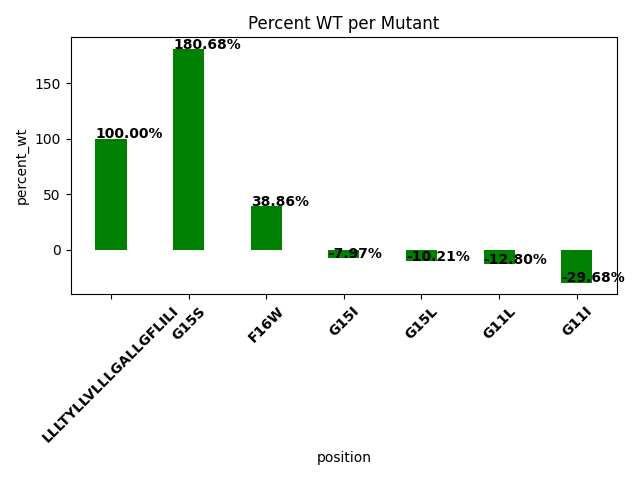 Percent WT per Mutant
percent_wt
150
100
50
0
100.00%
180.68%
38.86%
-7.97%
-10.21%
-12.80%
-29.68%
LLLTYLLVLLLGALLGFLILI
G15S
F16W
G15I
G15L
G11L
G11I
position